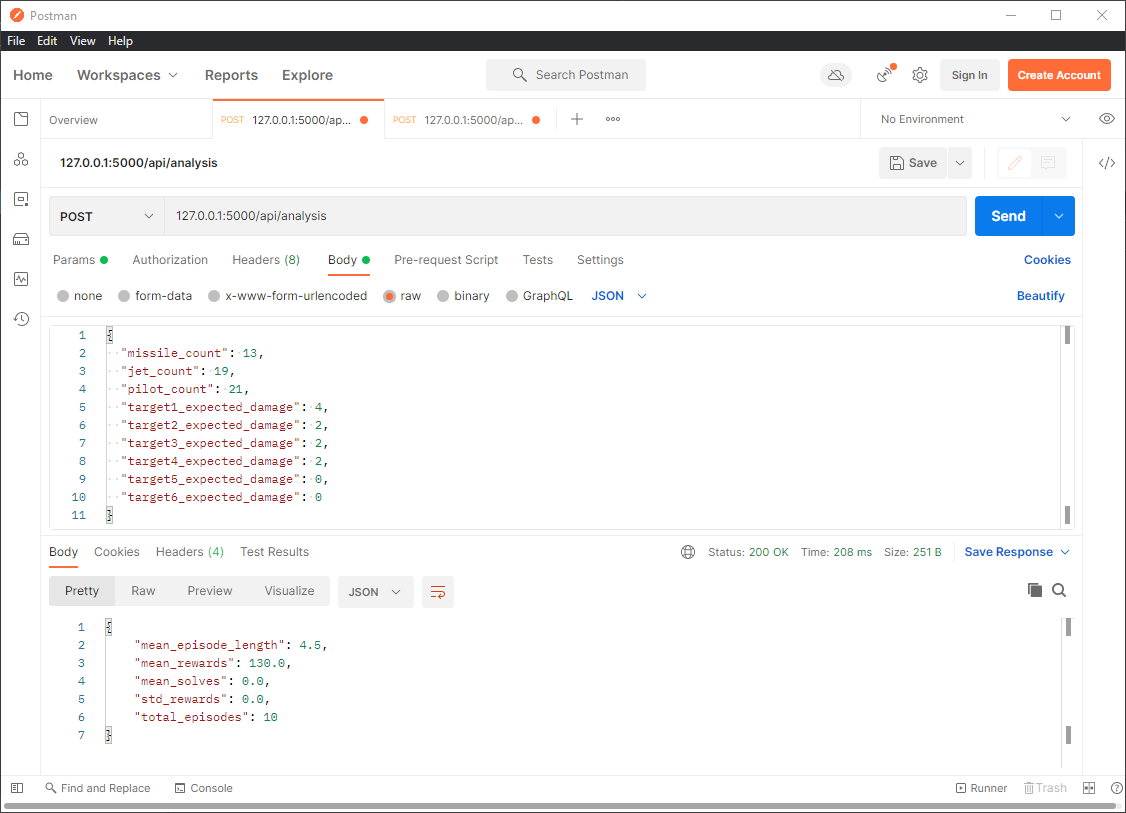 Postman
File Edit View Help
Home Workspaces Reports Explore Search Postman Sign In Create Account
Overview POST 127.0.0.1:5000/ap... POST 127.0.0.1:5000/ap... No Environment
127.0.0.1:5000/api/analysis Save
POST 127.0.0.1:5000/api/analysis Send
Params Authorization Headers (8) Body Pre-request Script Tests Settings Cookies
none form-data x-www-form-urlencoded raw binary GraphQL JSON Beautify
1 {
2 "missile_count": 13,
3 "jet_count": 19,
4 "pilot_count": 21,
5 "target1_expected_damage": 4,
6 "target2_expected_damage": 2,
7 "target3_expected_damage": 2,
8 "target4_expected_damage": 2,
9 "target5_expected_damage": 0,
10 "target6_expected_damage": 0
11 }
Body Cookies Headers (4) Test Results Status: 200 OK Time: 208 ms Size: 251 B Save Response
Pretty Raw Preview Visualize JSON
1 {
2 "mean_episode_length": 4.5,
3 "mean_rewards": 130.0,
4 "mean_solves": 0.0,
5 "std_rewards": 0.0,
6 "total_episodes": 10
7 }
Find and Replace Console Runner Trash